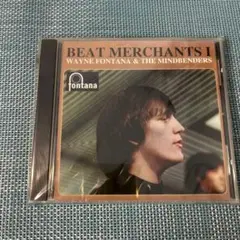 BEAT MERCHANTS I
WAYNE FONTANA & THE MINDBENDERS
fontana